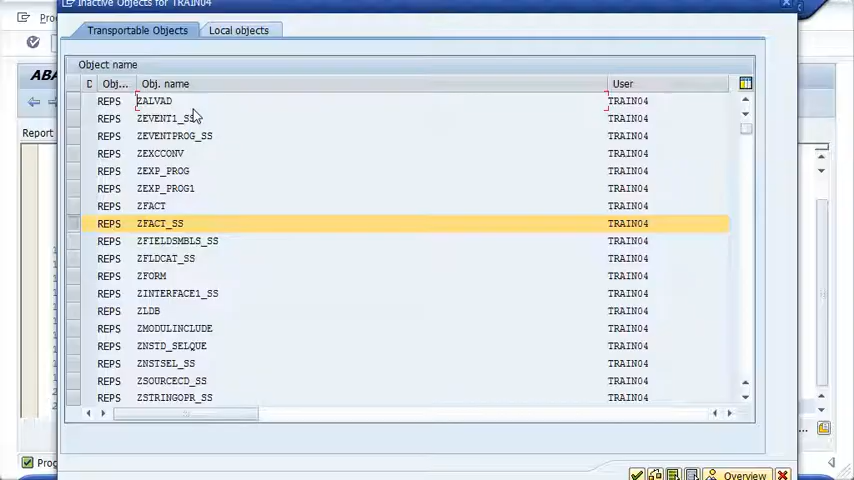 Inactive Objects for TRAIN04
Transportable Objects Local objects
Object name
D Obj... Obj. name User
REPS ZALVAD TRAIN04
REPS ZEVENT1_SS TRAIN04
REPS ZEVENTPROG_SS TRAIN04
REPS ZEXCCONV TRAIN04
REPS ZEXP_PROG TRAIN04
REPS ZEXP_PROG1 TRAIN04
REPS ZFACT TRAIN04
REPS ZFACT_SS TRAIN04
REPS ZFIELDSMBLS_SS TRAIN04
REPS ZFLDCAT_SS TRAIN04
REPS ZFORM TRAIN04
REPS ZINTERFACE1_SS TRAIN04
REPS ZLDB TRAIN04
REPS ZMODULINCLUDE TRAIN04
REPS ZNSTD_SELQUE TRAIN04
REPS ZNSTSEL_SS TRAIN04
REPS ZSOURCECD_SS TRAIN04
REPS ZSTRINGOPR_SS TRAIN04
Overview
Report